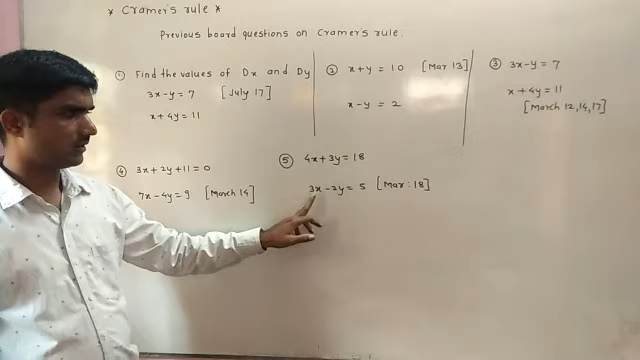 * Cramer's rule *
Previous board questions on Cramer's rule.
① Find the values of Dx and Dy
3x-y = 7 [July 17]
x + 4y = 11
② x+y = 10 [Mar 13]
x-y = 2
③ 3x-y = 7
x + 4y = 11
[March 12,14,17]
④ 3x+2y+11=0
7x-4y=9 [March 14]
⑤ 4x+3y=18
3x-2y= 5 [Mar:18]